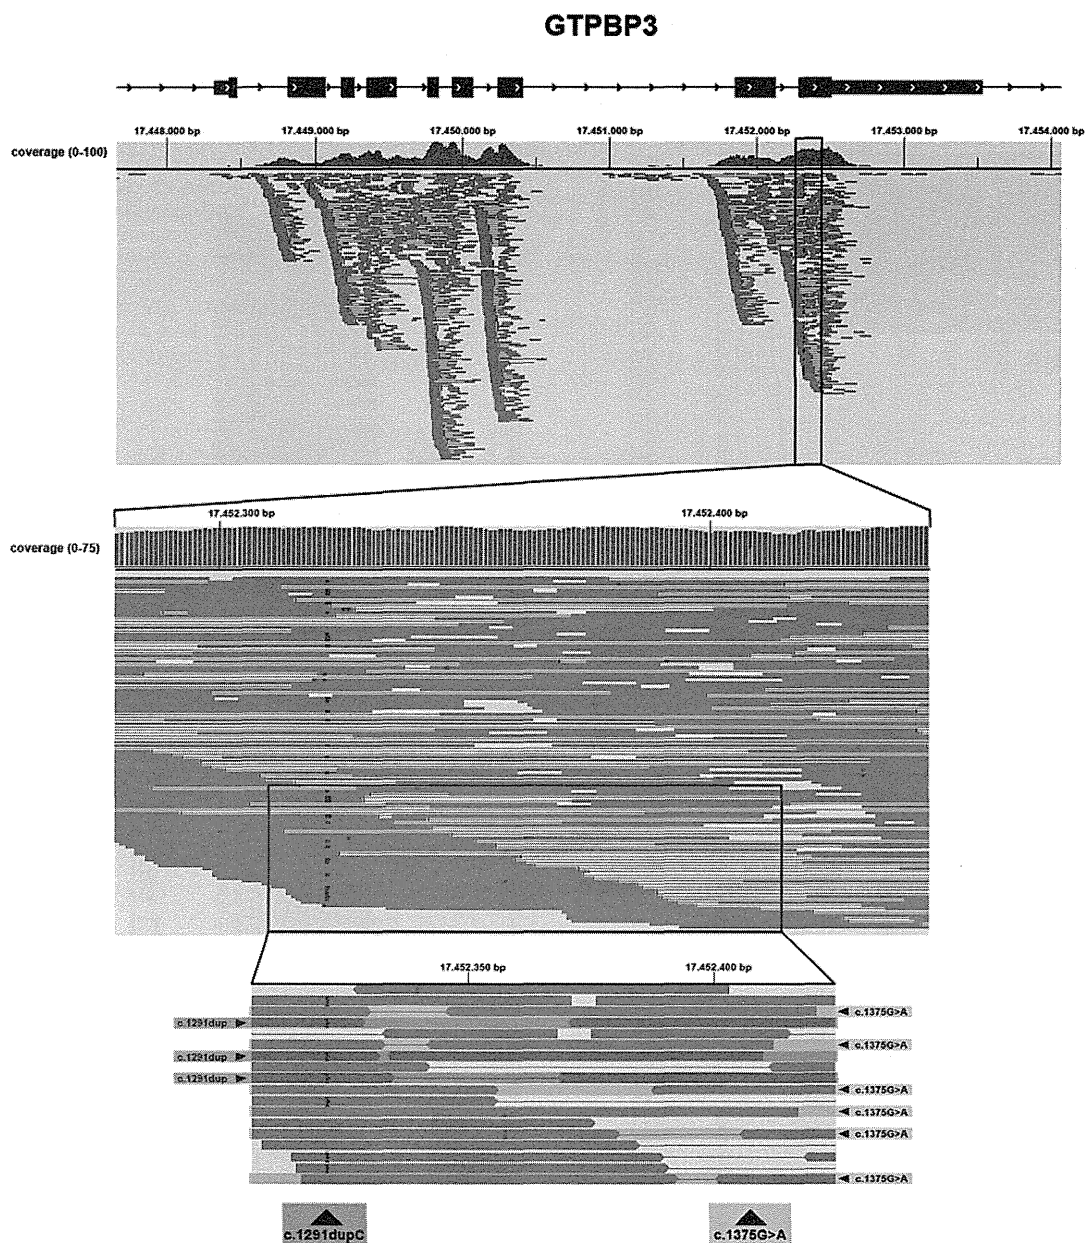 GTPBP3
17.448.000 bp 17.449.000 bp 17.450.000 bp 17.451.000 bp 17.452.000 bp 17.453.000 bp 17.454.000 bp
coverage (0-100)
17.452.300 bp 17.452.400 bp
coverage (0-75)
17.452.350 bp 17.452.400 bp
c.1375G>A
c.1291dup
c.1375G>A
c.1291dup
c.1291dup
c.1375G>A
c.1375G>A
c.1375G>A
c.1375G>A
c.1291dupC c.1375G>A